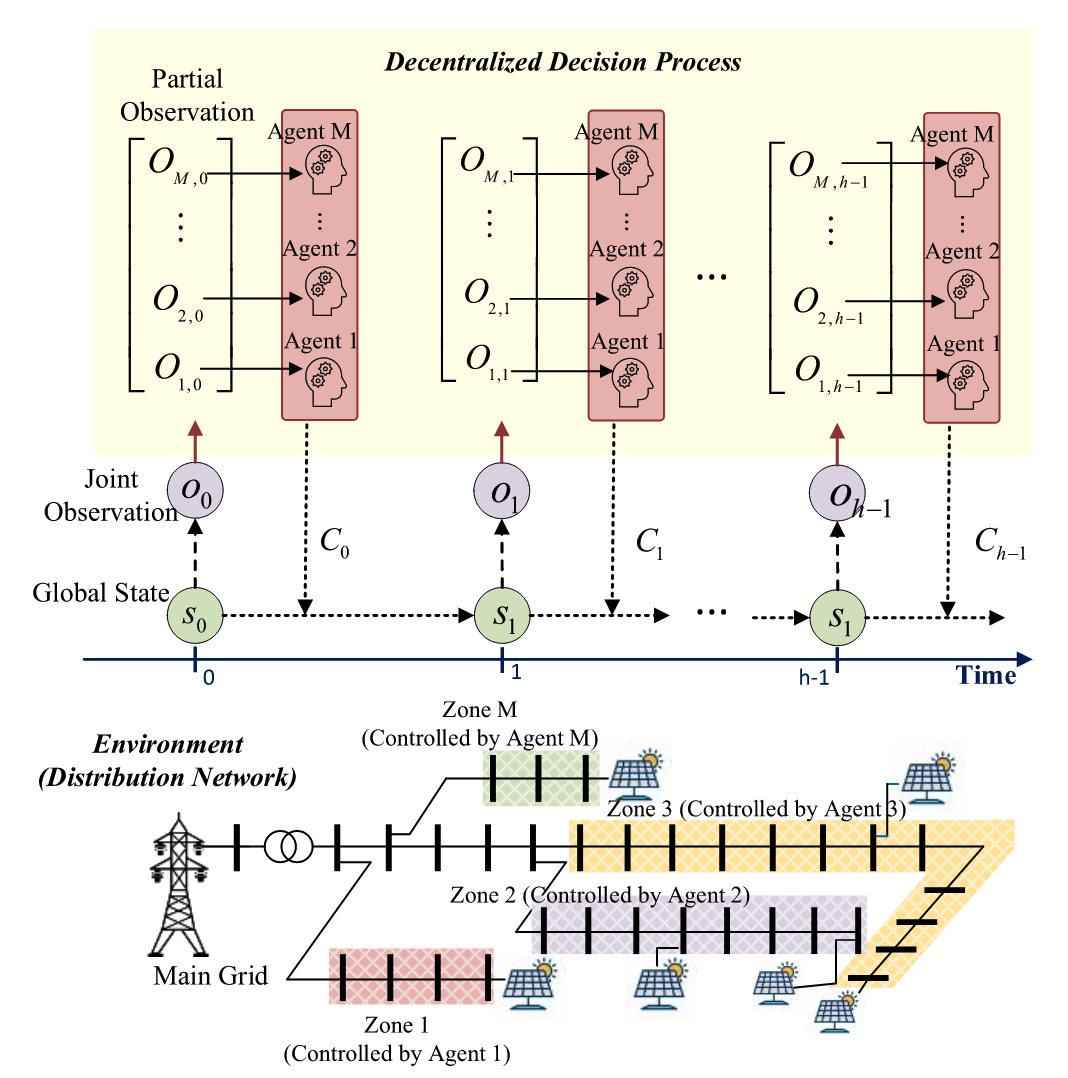 Decentralized Decision Process
Partial
Observation
Agent M
Agent M
Agent M
O_{M,0}
O_{M,1}
O_{M,h−1}
⋮
⋮
⋮
...
...
...
Agent 2
Agent 2
Agent 2
...
O_{2,0}
O_{2,1}
O_{2,h−1}
Agent 1
Agent 1
Agent 1
O_{1,0}
O_{1,1}
O_{1,h−1}
Joint
Observation
o_0
o_1
o_{h−1}
C_0
C_1
C_{h−1}
Global State
s_0
s_1
...
s_1
0
1
h-1
Time
Zone M
(Controlled by Agent M)
Environment
(Distribution Network)
Zone 3 (Controlled by Agent 3)
Zone 2 (Controlled by Agent 2)
Main Grid
Zone 1
(Controlled by Agent 1)